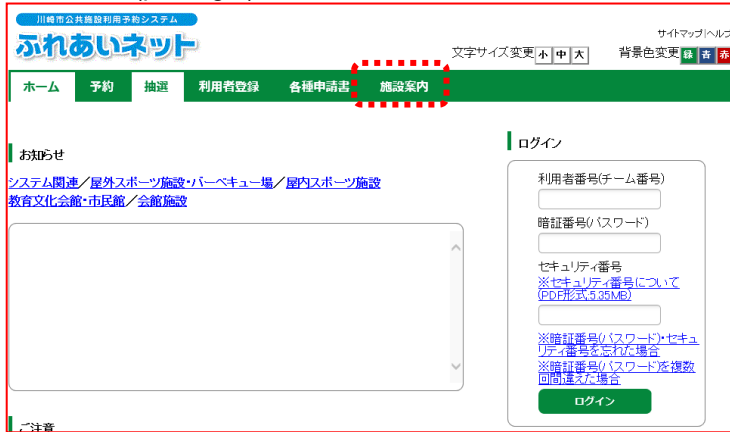 川崎市公共施設利用予約システム
ふれあいネット
サイトマップ|ヘルプ
文字サイズ変更 小 中 大 背景色変更 緑 青 赤
ホーム 予約 抽選 利用者登録 各種申請書 施設案内
お知らせ
システム関連／屋外スポーツ施設・バーベキュー場／屋内スポーツ施設
教育文化会館・市民館／会館施設
ログイン
利用者番号(チーム番号)
暗証番号(パスワード)
セキュリティ番号
※セキュリティ番号について
(PDF形式:5.35MB)
※暗証番号(パスワード)・セキュ
リティ番号を忘れた場合
※暗証番号(パスワード)を複数
回間違えた場合
ログイン
ご注意